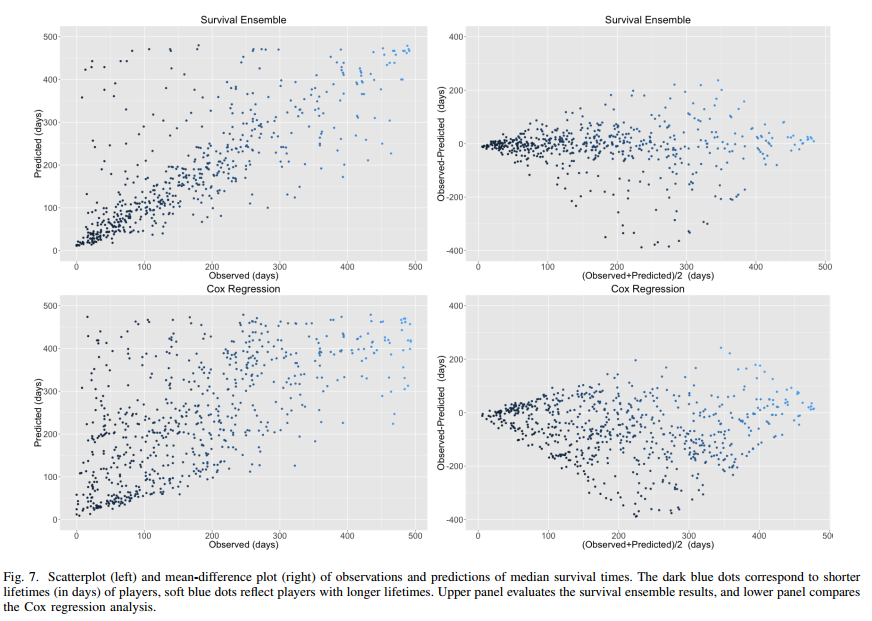 Survival Ensemble
Survival Ensemble
500
400
300
200
100
0
Predicted (days)
0 100 200 300 400 500
Observed (days)
400
200
0
-200
-400
Observed-Predicted (days)
0 100 200 300 400 500
(Observed+Predicted)/2 (days)
Cox Regression
Cox Regression
500
400
300
200
100
0
Predicted (days)
0 100 200 300 400 500
Observed (days)
400
200
0
-200
-400
Observed-Predicted (days)
0 100 200 300 400 50
(Observed+Predicted)/2 (days)
Fig. 7. Scatterplot (left) and mean-difference plot (right) of observations and predictions of median survival times. The dark blue dots correspond to shorter
lifetimes (in days) of players, soft blue dots reflect players with longer lifetimes. Upper panel evaluates the survival ensemble results, and lower panel compares
the Cox regression analysis.